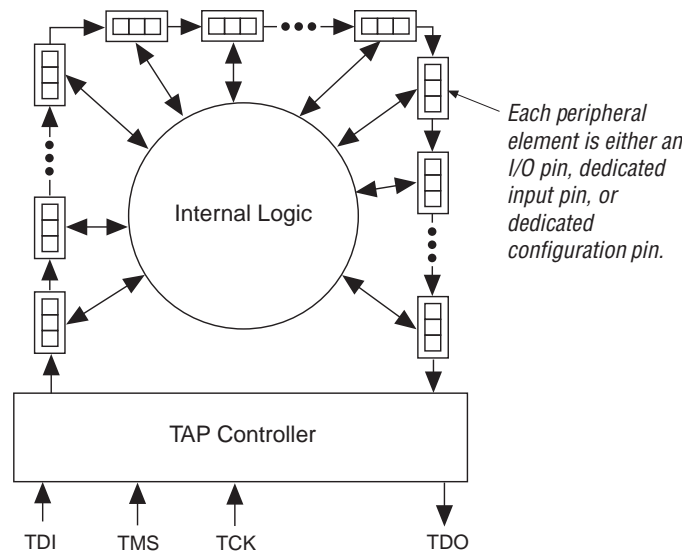 Each peripheral
element is either an
I/O pin, dedicated
input pin, or
dedicated
configuration pin.
Internal Logic
TAP Controller
TDI TMS TCK TDO